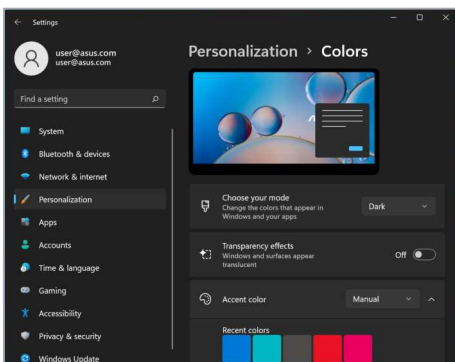 Settings
user@asus.com
user@asus.com
Find a setting
System
Bluetooth & devices
Network & internet
Personalization
Apps
Accounts
Time & language
Gaming
Accessibility
Privacy & security
Windows Update
Personalization > Colors
Choose your mode
Change the colors that appear in
Windows and your apps
Dark
Transparency effects
Windows and surfaces appear
translucent
Off
Accent color
Manual
Recent colors